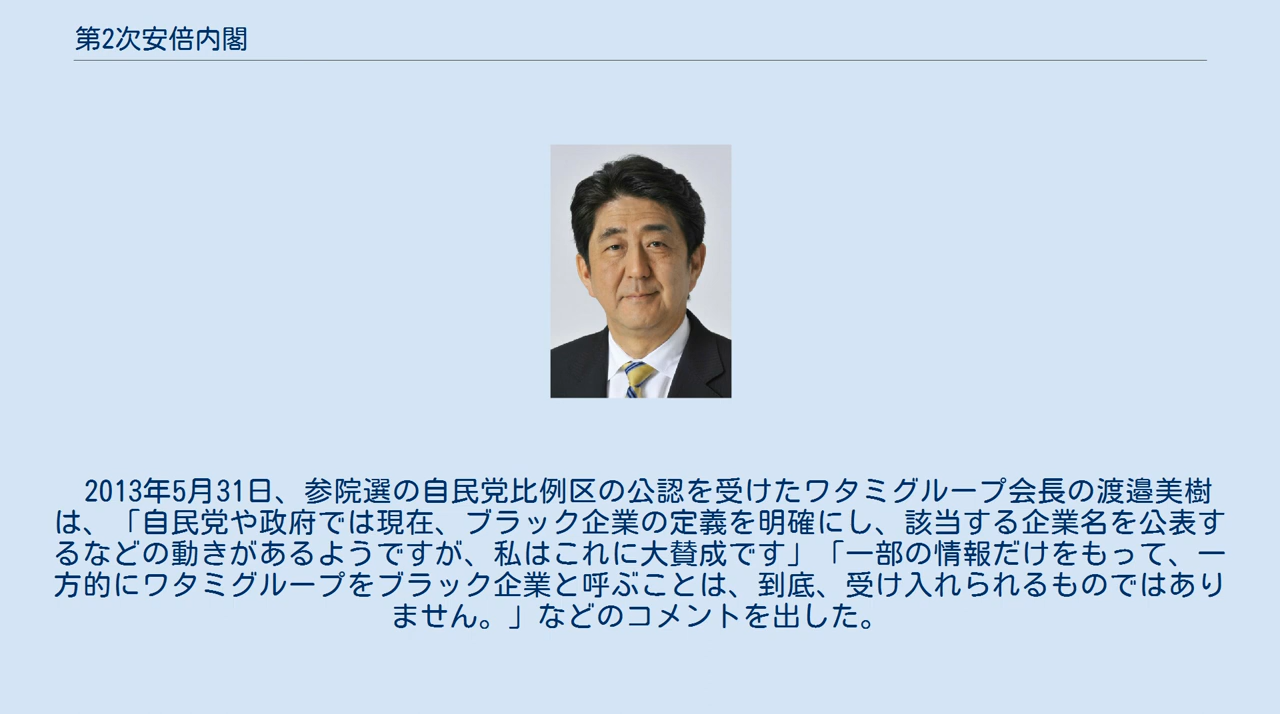 第2次安倍内閣
2013年5月31日、参院選の自民党比例区の公認を受けたワタミグループ会長の渡邉美樹
は、「自民党や政府では現在、ブラック企業の定義を明確にし、該当する企業名を公表す
るなどの動きがあるようですが、私はこれに大賛成です」「一部の情報だけをもって、一
方的にワタミグループをブラック企業と呼ぶことは、到底、受け入れられるものではあり
ません。」などのコメントを出した。